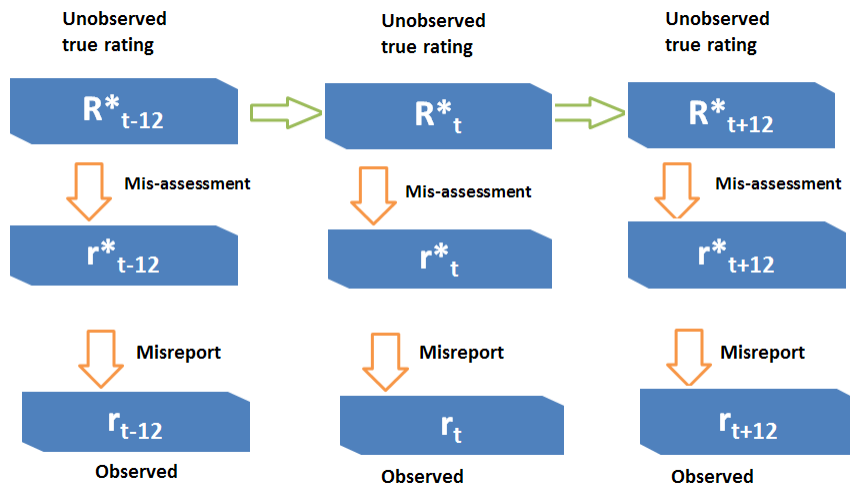 Unobserved
true rating
Unobserved
true rating
Unobserved
true rating
R*t-12
R*t
R*t+12
Mis-assessment
Mis-assessment
Mis-assessment
r*t-12
r*t
r*t+12
Misreport
Misreport
Misreport
rt-12
rt
rt+12
Observed
Observed
Observed